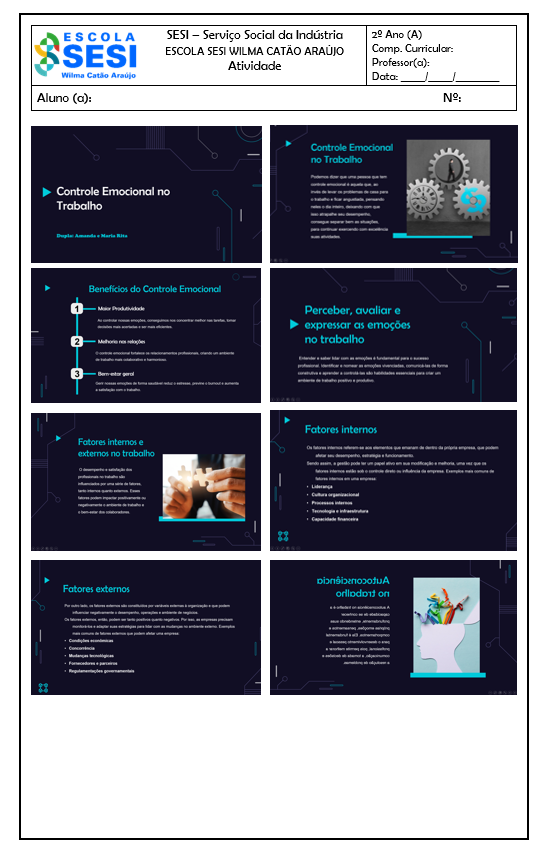 ESCOLA
SESI
Wilma Catão Araújo
SESI – Serviço Social da Indústria
ESCOLA SESI WILMA CATÃO ARAÚJO
Atividade
2º Ano (A)
Comp. Curricular:
Professor(a):
Data: ____/____/_______
Aluno (a):
Nº:
Controle Emocional no
Trabalho
Dupla: Amanda e Maria Rita
Controle Emocional
no Trabalho
Podemos dizer que uma pessoa que tem
controle emocional é aquela que, ao
invés de levar os problemas de casa para
o trabalho e ficar angustiada, pensando
neles o dia inteiro, deixando com que
isso atrapalhe seu desempenho,
consegue separar bem as situações,
para continuar exercendo com excelência
suas atividades.
Benefícios do Controle Emocional
1
Maior Produtividade
Ao controlar nossas emoções, conseguimos nos concentrar melhor nas tarefas, tomar
decisões mais acertadas e ser mais eficientes.
2
Melhoria nas relações
O controle emocional fortalece os relacionamentos profissionais, criando um ambiente
de trabalho mais colaborativo e harmonioso.
3
Bem-estar geral
Gerir nossas emoções de forma saudável reduz o estresse, previne o burnout e aumenta
a satisfação com o trabalho.
Perceber, avaliar e
expressar as emoções
no trabalho
Entender e saber lidar com as emoções é fundamental para o sucesso
profissional. Identificar e nomear as emoções vivenciadas, comunicá-las de forma
construtiva e aprender a controlá-las são habilidades essenciais para criar um
ambiente de trabalho positivo e produtivo.
Fatores internos e
externos no trabalho
O desempenho e satisfação dos
profissionais no trabalho são
influenciados por uma série de fatores,
tanto internos quanto externos. Esses
fatores podem impactar positivamente ou
negativamente o ambiente de trabalho e
o bem-estar dos colaboradores.
Fatores internos
Os fatores internos referem-se aos elementos que emanam de dentro da própria empresa, que podem
afetar seu desempenho, estratégia e funcionamento.
Sendo assim, a gestão pode ter um papel ativo em sua modificação e melhoria, uma vez que os
fatores internos estão sob o controle direto ou influência da empresa. Exemplos mais comuns de
fatores internos em uma empresa:
• Liderança
• Cultura organizacional
• Processos internos
• Tecnologia e infraestrutura
• Capacidade financeira
Fatores externos
Por outro lado, os fatores externos são constituídos por variáveis externas à organização e que podem
influenciar negativamente o desempenho, operações e ambiente de negócios.
Os fatores externos, então, podem ser tanto positivos quanto negativos. Por isso, as empresas precisam
monitorá-los e adaptar suas estratégias para lidar com as mudanças no ambiente externo. Exemplos
mais comuns de fatores externos que podem afetar uma empresa:
• Condições econômicas
• Concorrência
• Mudanças tecnológicas
• Fornecedores e parceiros
• Regulamentações governamentais
Autoconsciência
no trabalho
A autoconsciência no trabalho é a